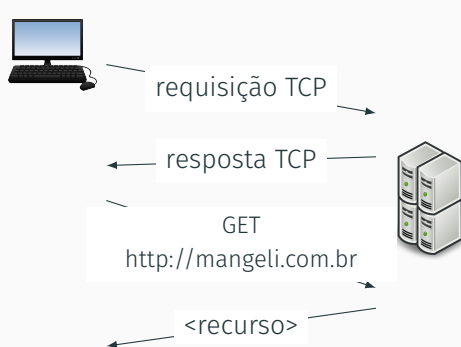 requisição TCP
resposta TCP
GET
http://mangeli.com.br
<recurso>